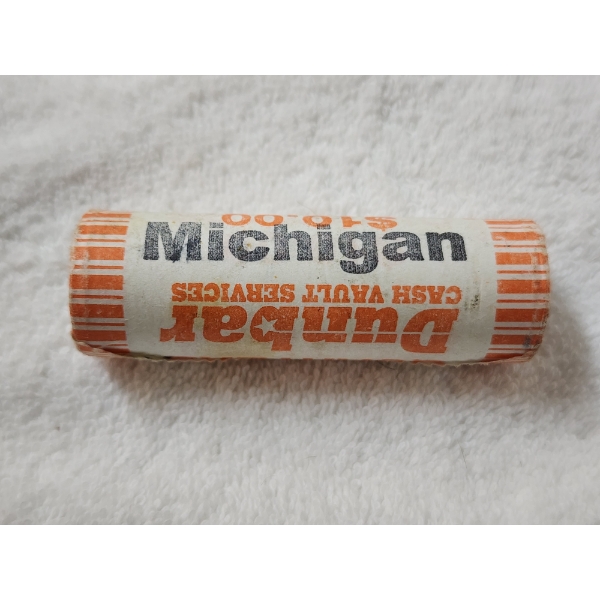 $10.00
Michigan
Dunbar
CASH VAULT SERVICES